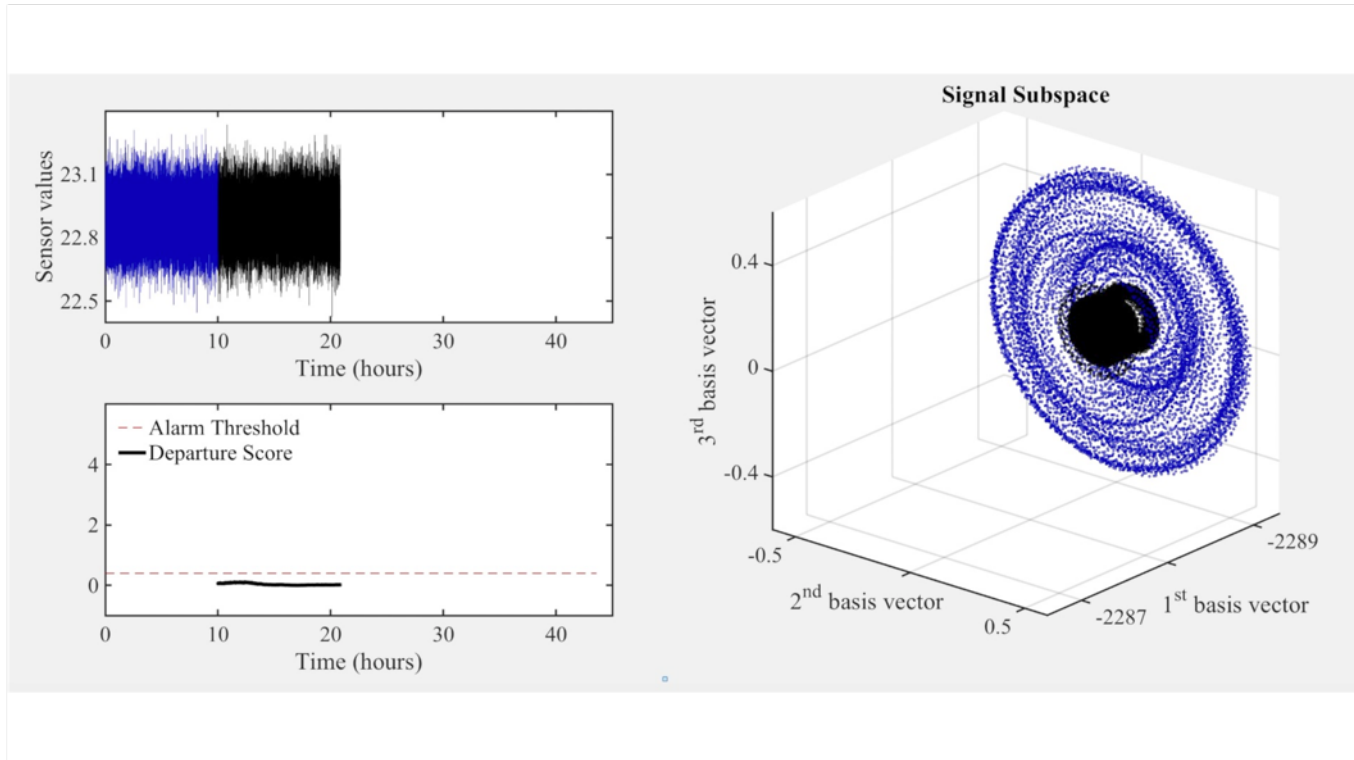 Signal Subspace
Sensor values
23.1
22.8
22.5
0 10 20 30 40
Time (hours)
Alarm Threshold
Departure Score
4
2
0
0 10 20 30 40
Time (hours)
3rd basis vector
0.4
0
-0.4
-0.5
2nd basis vector
0.5
-2287
1st basis vector
-2289